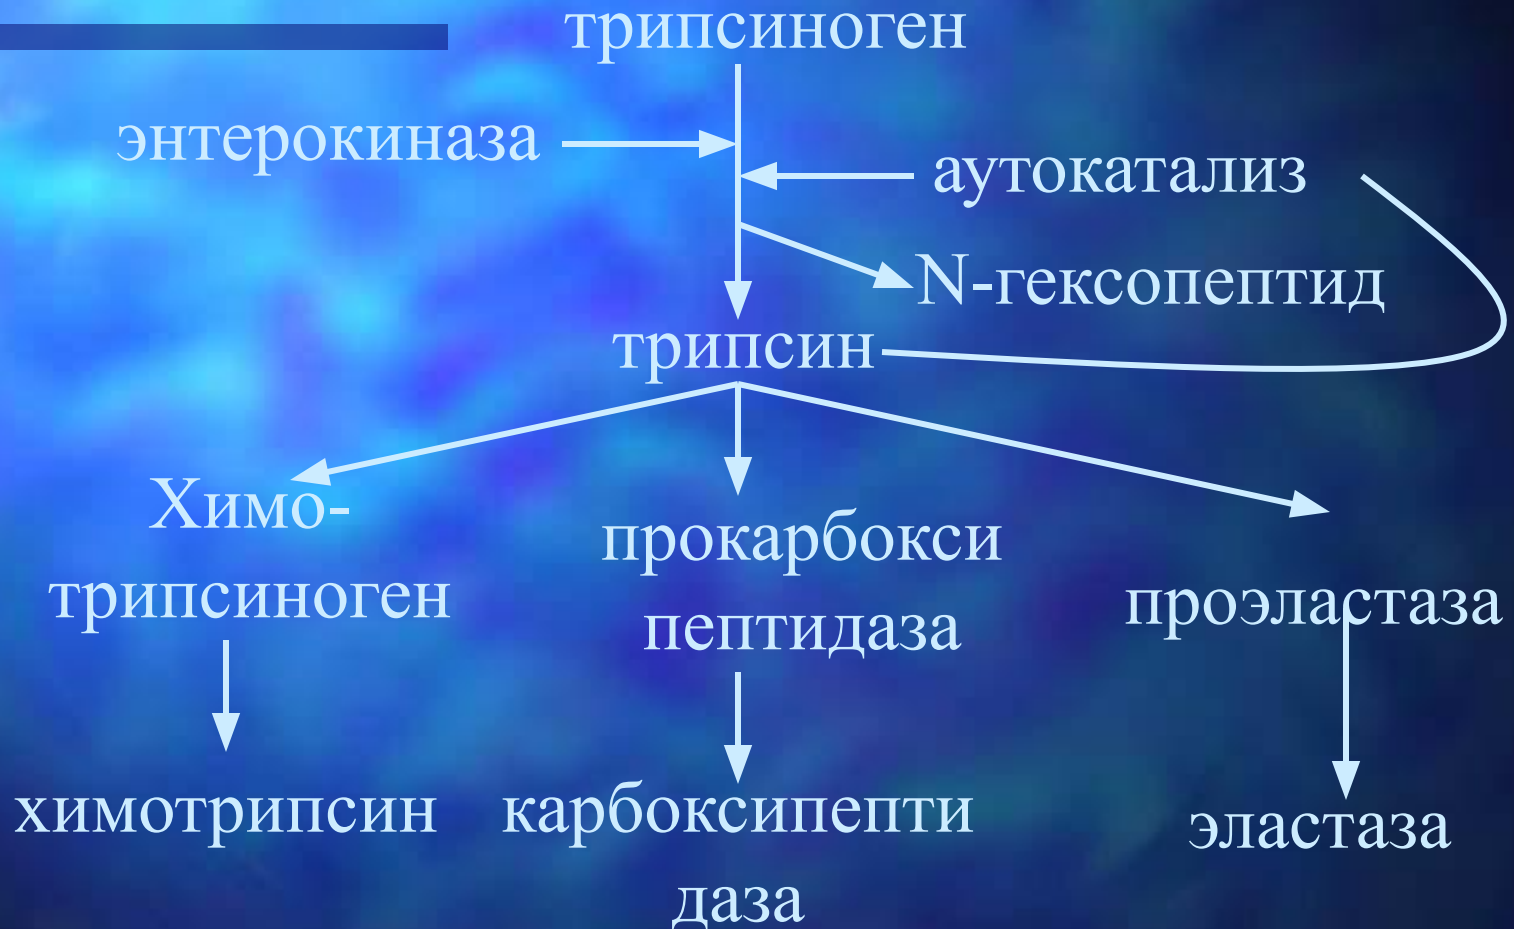 трипсиноген
энтерокиназа
аутокатализ
N-гексопептид
трипсин
Химо-
трипсиноген
прокарбокси
пептидаза
проэластаза
химотрипсин
карбоксипепти
даза
эластаза